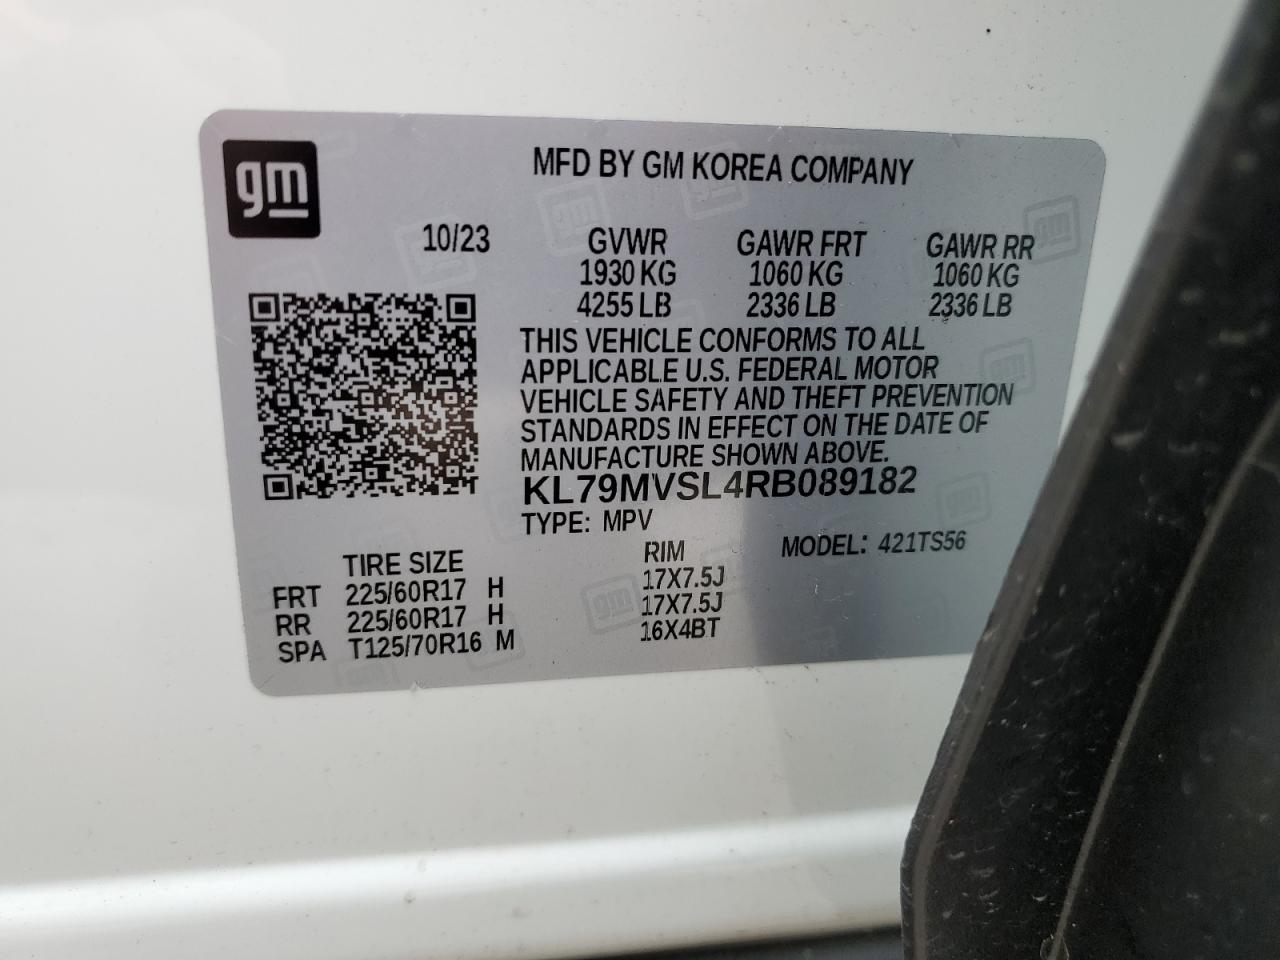 gm
MFD BY GM KOREA COMPANY
10/23 GVWR GAWR FRT GAWR RR
1930 KG 1060 KG 1060 KG
4255 LB 2336 LB 2336 LB
THIS VEHICLE CONFORMS TO ALL
APPLICABLE U.S. FEDERAL MOTOR
VEHICLE SAFETY AND THEFT PREVENTION
STANDARDS IN EFFECT ON THE DATE OF
MANUFACTURE SHOWN ABOVE.
KL79MVSL4RB089182
TYPE: MPV MODEL: 421TS56
TIRE SIZE RIM
FRT 225/60R17 H 17X7.5J
RR 225/60R17 H 17X7.5J
SPA T125/70R16 M 16X4BT